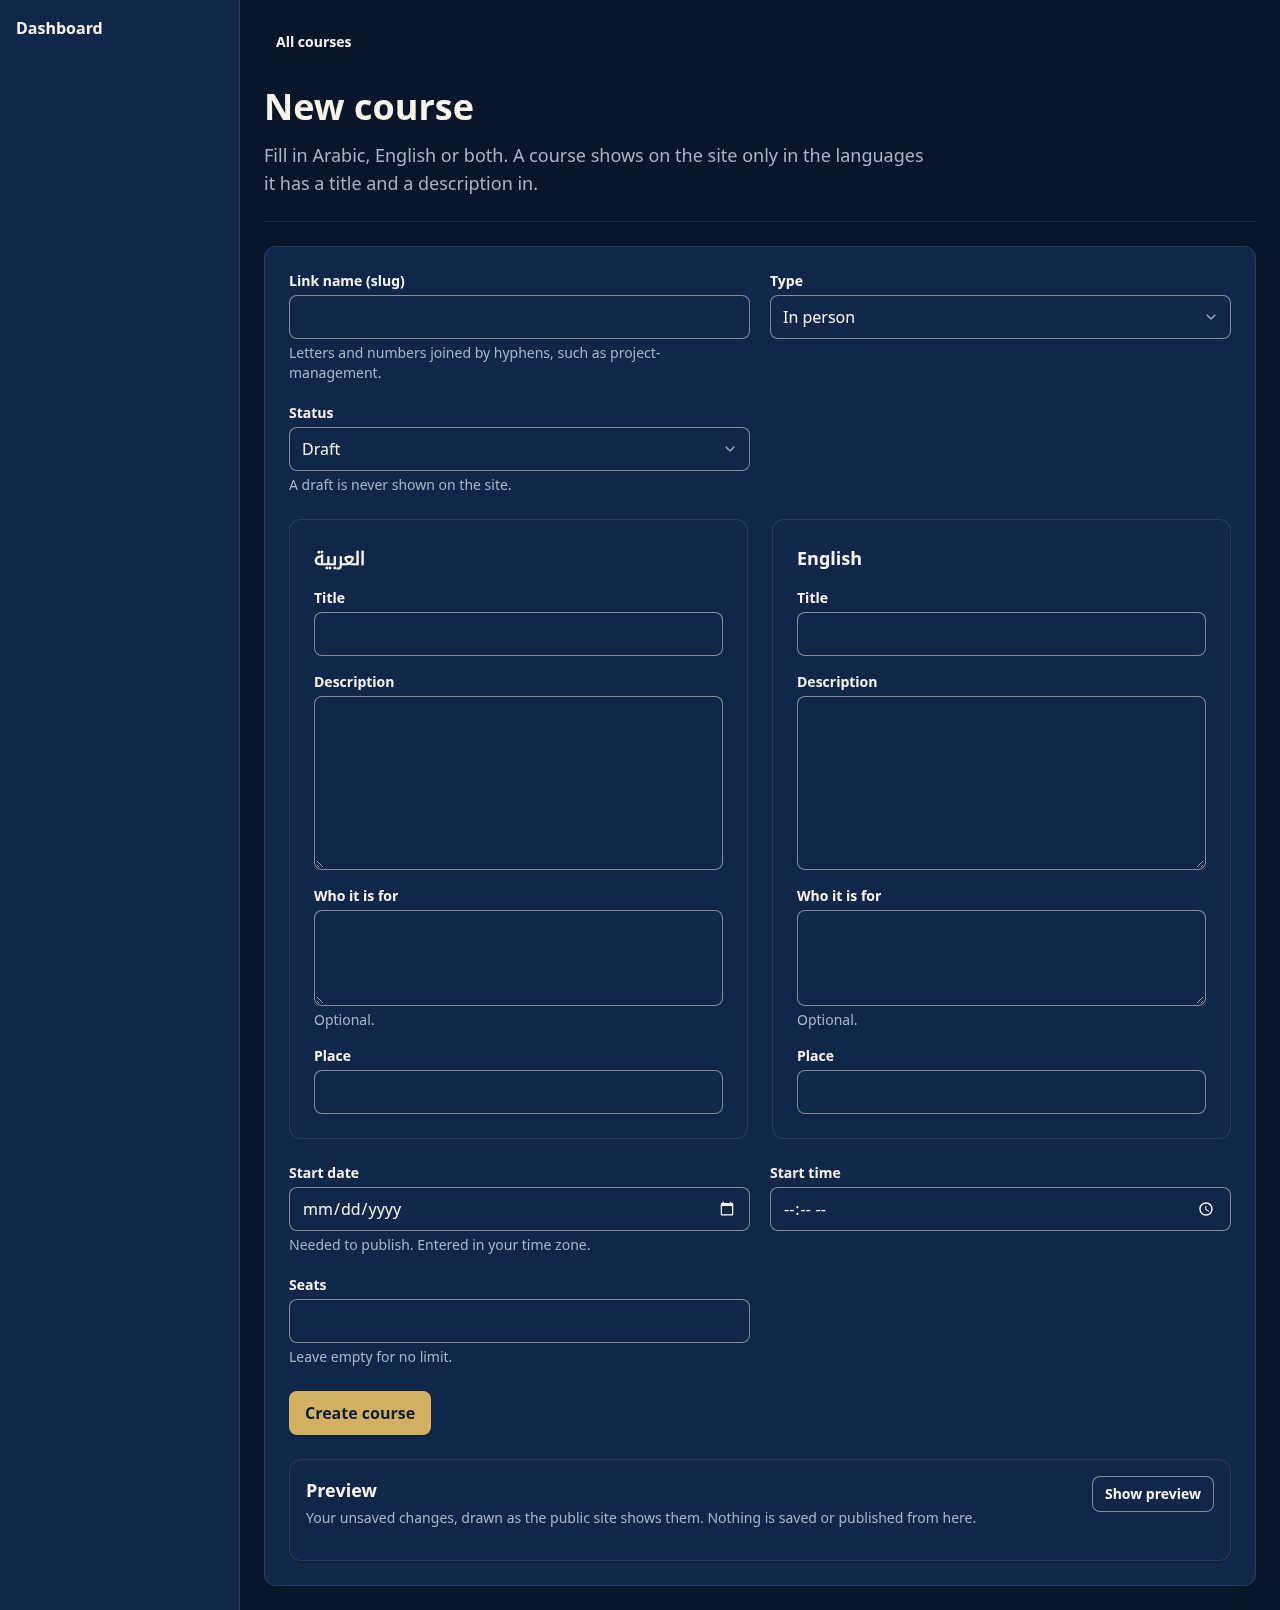 Dashboard
All courses
New course
Fill in Arabic, English or both. A course shows on the site only in the languages
it has a title and a description in.
Link name (slug)
Type
In person
Letters and numbers joined by hyphens, such as project-
management.
Status
Draft
A draft is never shown on the site.
العربية
Title
Description
Who it is for
Optional.
Place
English
Title
Description
Who it is for
Optional.
Place
Start date
mm/dd/yyyy
Needed to publish. Entered in your time zone.
Start time
--:-- --
Seats
Leave empty for no limit.
Create course
Preview
Show preview
Your unsaved changes, drawn as the public site shows them. Nothing is saved or published from here.